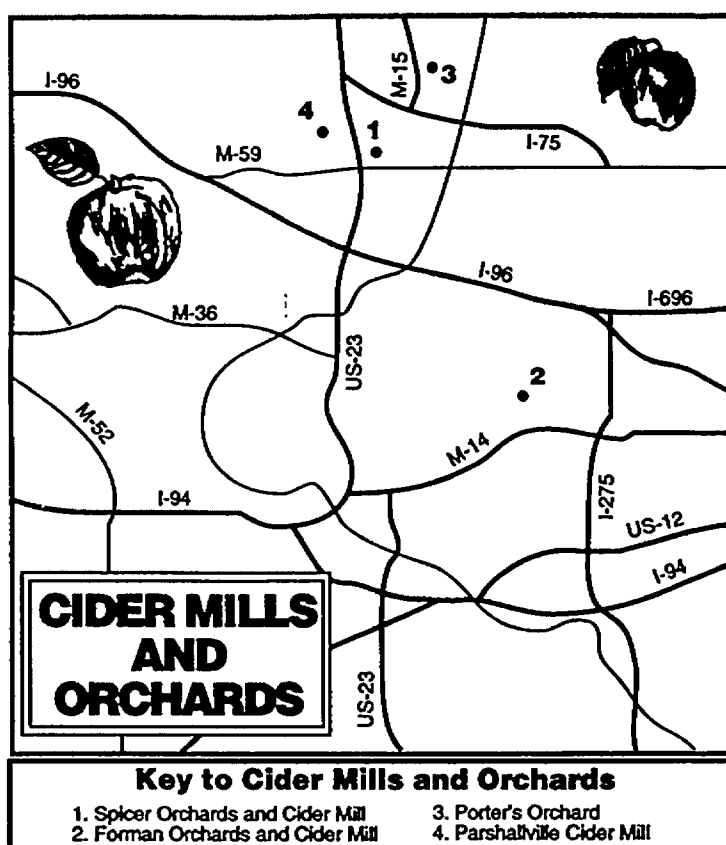 I-96
M-15
3
4
1
I-75
M-59
I-96
I-696
M-36
US-23
2
M-52
M-14
I-94
I-275
US-12
I-94
CIDER MILLS
AND
ORCHARDS
US-23
Key to Cider Mills and Orchards
1. Spicer Orchards and Cider Mill
2. Forman Orchards and Cider Mill
3. Porter's Orchard
4. Parshallville Cider Mill